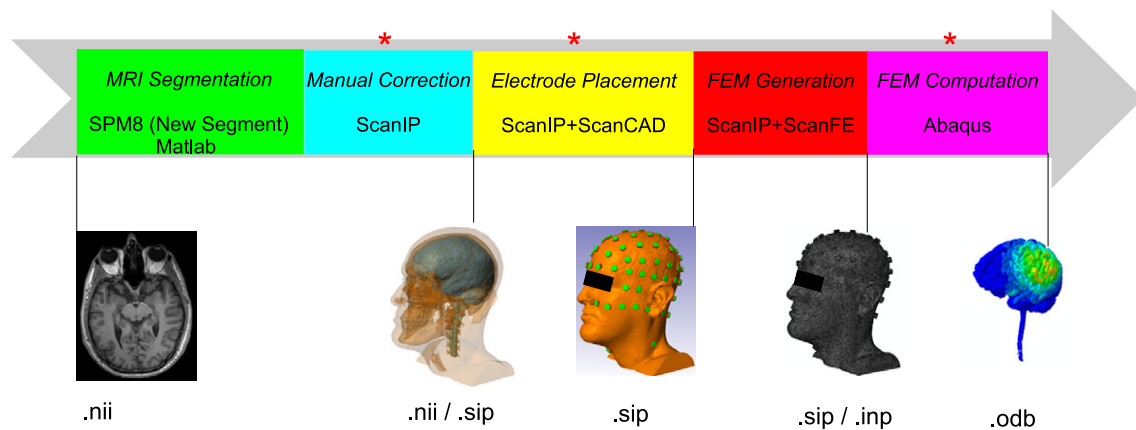 * * *
MRI Segmentation
SPM8 (New Segment)
Matlab
Manual Correction
ScanIP
Electrode Placement
ScanIP+ScanCAD
FEM Generation
ScanIP+ScanFE
FEM Computation
Abaqus
.nii
.nii / .sip
.sip
.sip / .inp
.odb